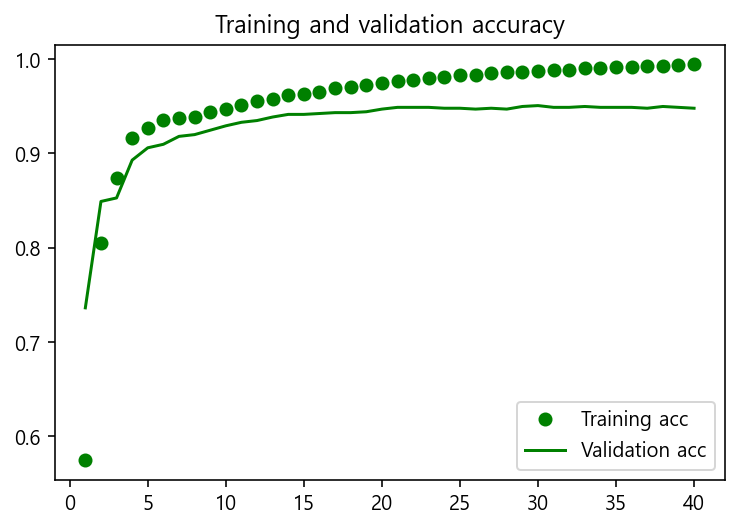 Training and validation accuracy
1.0
0.9
0.8
0.7
0.6
Training acc
Validation acc
0 5 10 15 20 25 30 35 40